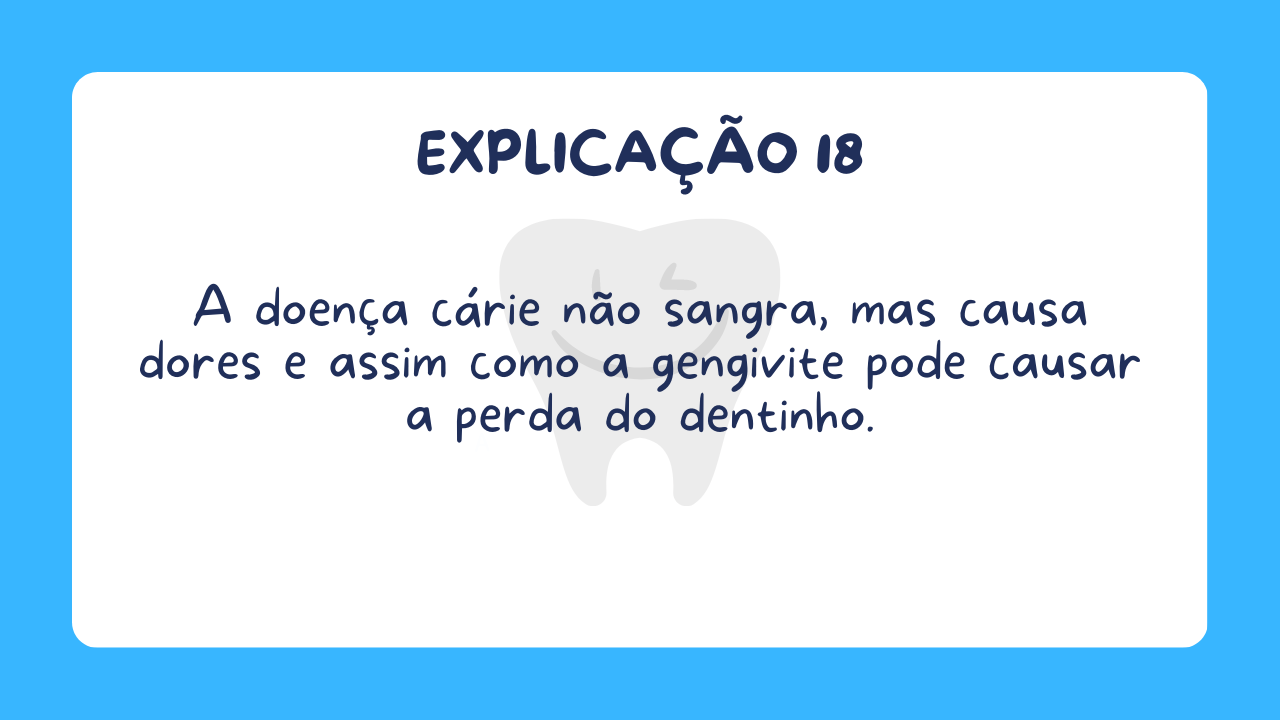 EXPLICAÇÃO 18
A doença cárie não sangra, mas causa
dores e assim como a gengivite pode causar
a perda do dentinho.